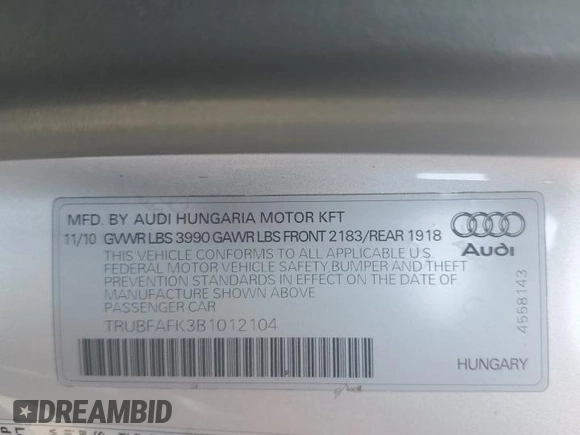 MFD. BY AUDI HUNGARIA MOTOR KFT
11/10 GVWR LBS 3990 GAWR LBS FRONT 2183/REAR 1918
THIS VEHICLE CONFORMS TO ALL APPLICABLE U.S.
FEDERAL MOTOR VEHICLE SAFETY, BUMPER AND THEFT
PREVENTION STANDARDS IN EFFECT ON THE DATE OF
MANUFACTURE SHOWN ABOVE
PASSENGER CAR
TRUBFAFK3B1012104
Audi
4558143
HUNGARY
DREAMBID